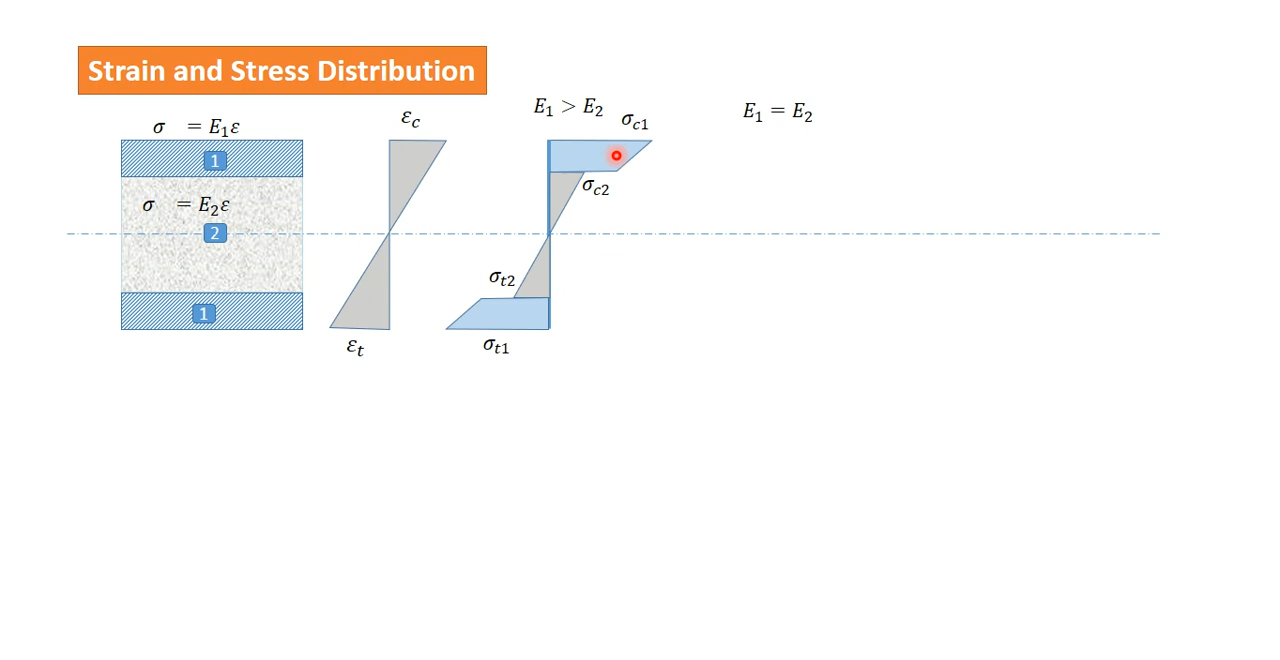 Strain and Stress Distribution
σ = E₁ε
1
σ = E₂ε
2
1
ε_c
ε_t
E₁ > E₂
σ_c1
σ_c2
σ_t2
σ_t1
E₁ = E₂